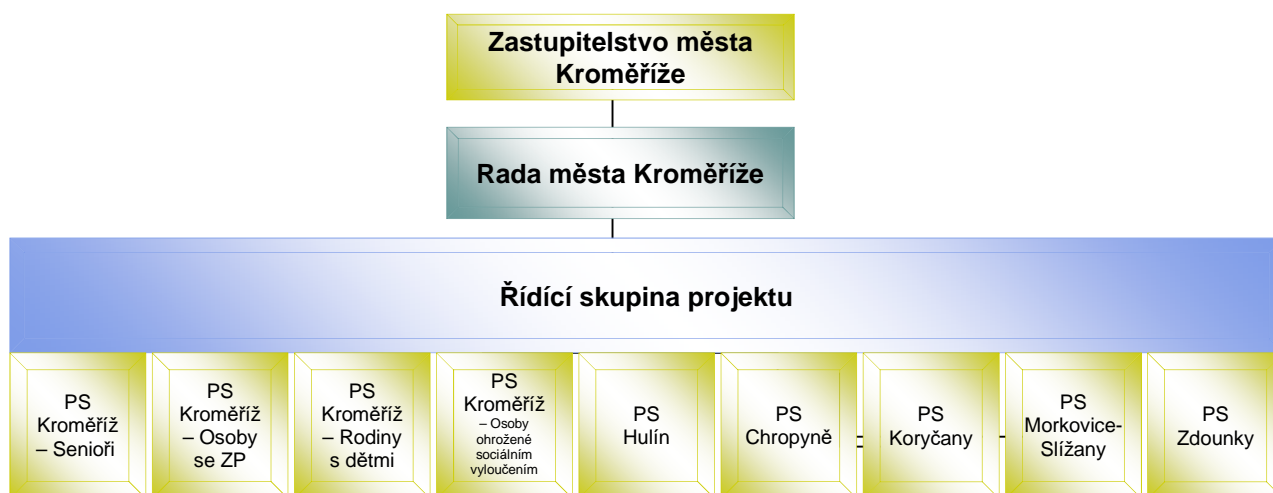 Zastupitelstvo města
Kroměříže
Rada města Kroměříže
Řídící skupina projektu
PS
Kroměříž
– Senioři
PS
Kroměříž
– Osoby
se ZP
PS
Kroměříž
– Rodiny
s dětmi
PS
Kroměříž
– Osoby
ohrožené
sociálním
vyloučením
PS
Hulín
PS
Chropyně
PS
Koryčany
PS
Morkovice-
Slížany
PS
Zdounky